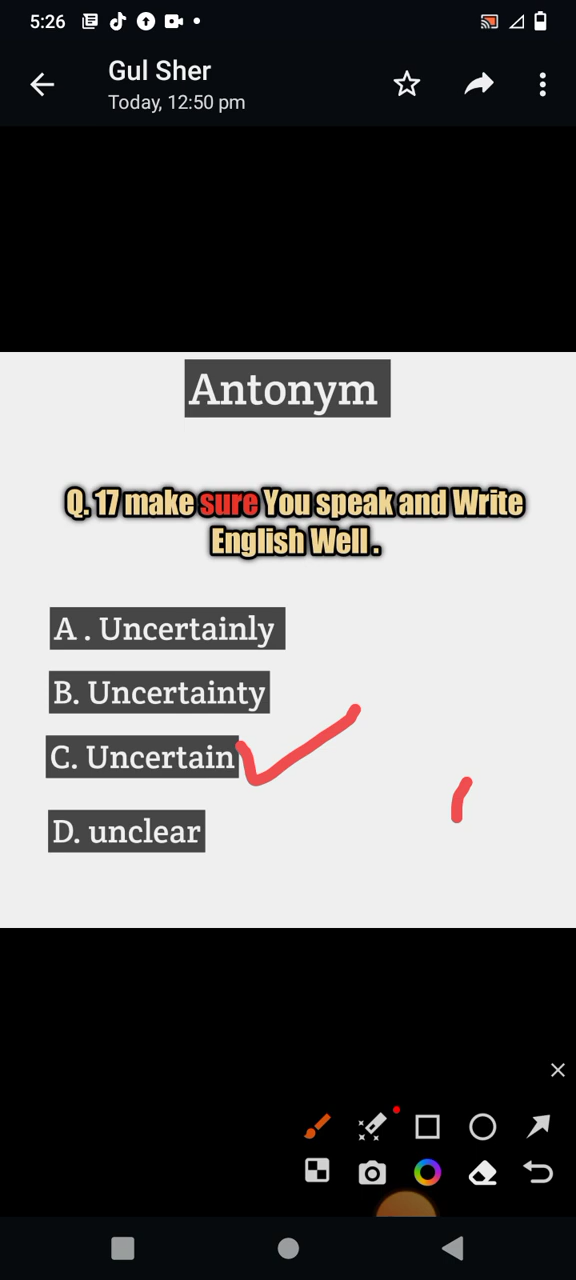 5:26
Gul Sher
Today, 12:50 pm
Antonym
Q. 17 make sure You speak and Write
English Well .
A . Uncertainly
B. Uncertainty
C. Uncertain
D. unclear